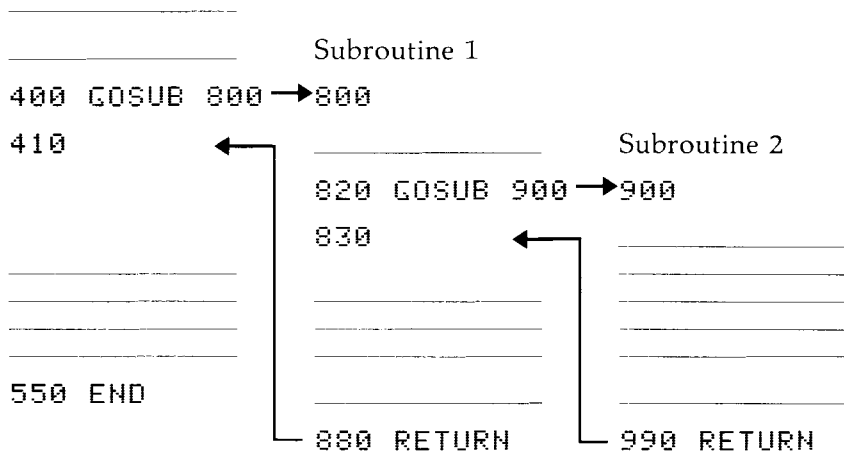 Subroutine 1
400 GOSUB 800 800
410
Subroutine 2
820 GOSUB 900 900
830
550 END
880 RETURN
990 RETURN